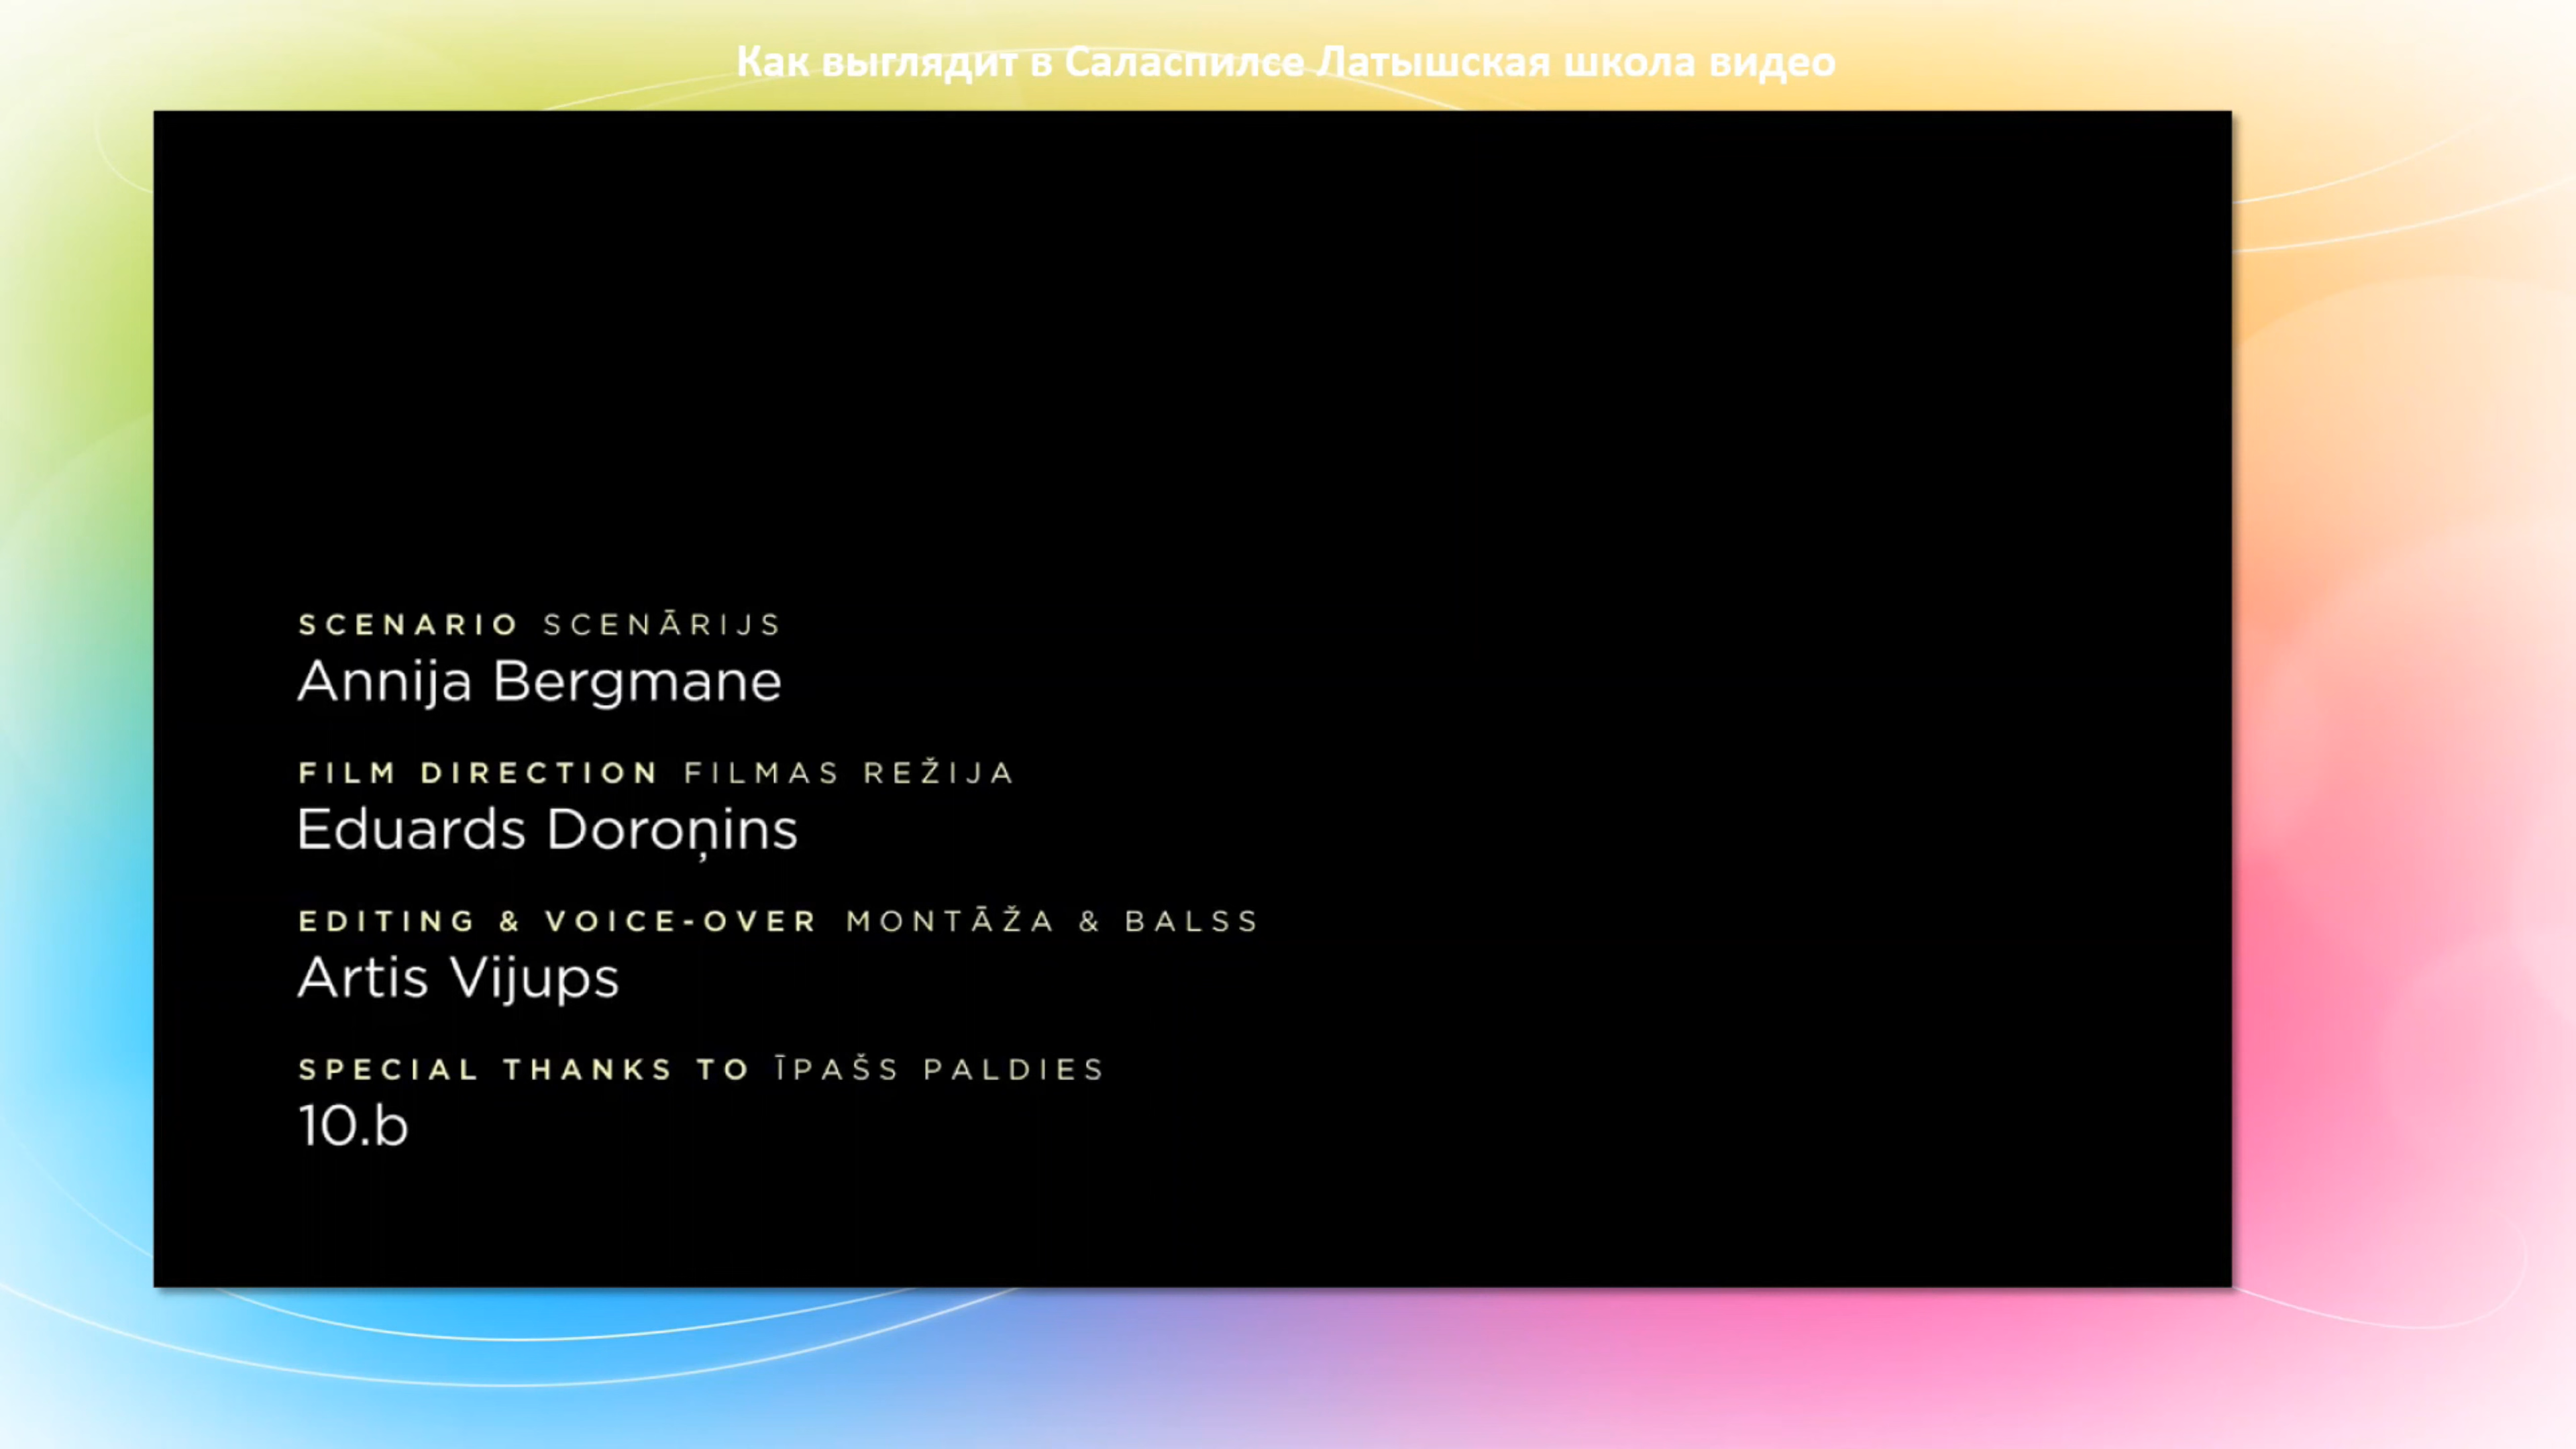 Как выглядит в Саласпилсе Латышская школа видео
SCENARIO SCENĀRIJS
Annija Bergmane
FILM DIRECTION FILMAS REŽIJA
Eduards Doroņins
EDITING & VOICE-OVER MONTĀŽA & BALSS
Artis Vijups
SPECIAL THANKS TO ĪPAŠS PALDIES
10.b